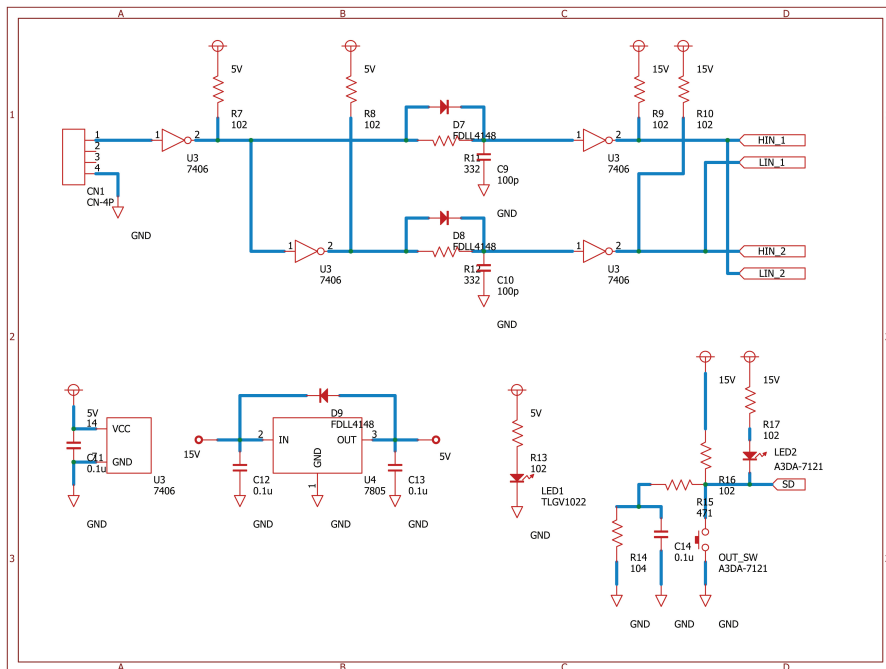 A B C D
1
5V
R7
102
5V
R8
102
D7
FDLL4148
R11
332
C9
100p
GND
15V
R9
102
15V
R10
102
HIN_1
LIN_1
1
2
3
4
CN1
CN-4P
GND
1 2
U3
7406
1 2
U3
7406
1 2
U3
7406
D8
FDLL4148
R12
332
C10
100p
GND
1 2
U3
7406
HIN_2
LIN_2
2
5V
14
VCC
7
GND
C11
0.1u
U3
7406
GND
15V
D9
FDLL4148
2 IN
OUT 3
GND
1
U4
7805
5V
C12
0.1u
GND
GND
C13
0.1u
GND
5V
R13
102
LED1
TLGV1022
GND
15V
R16
102
15V
R17
102
LED2
A3DA-7121
SD
R15
471
R14
104
C14
0.1u
OUT_SW
A3DA-7121
GND
GND
GND
3
A B C D